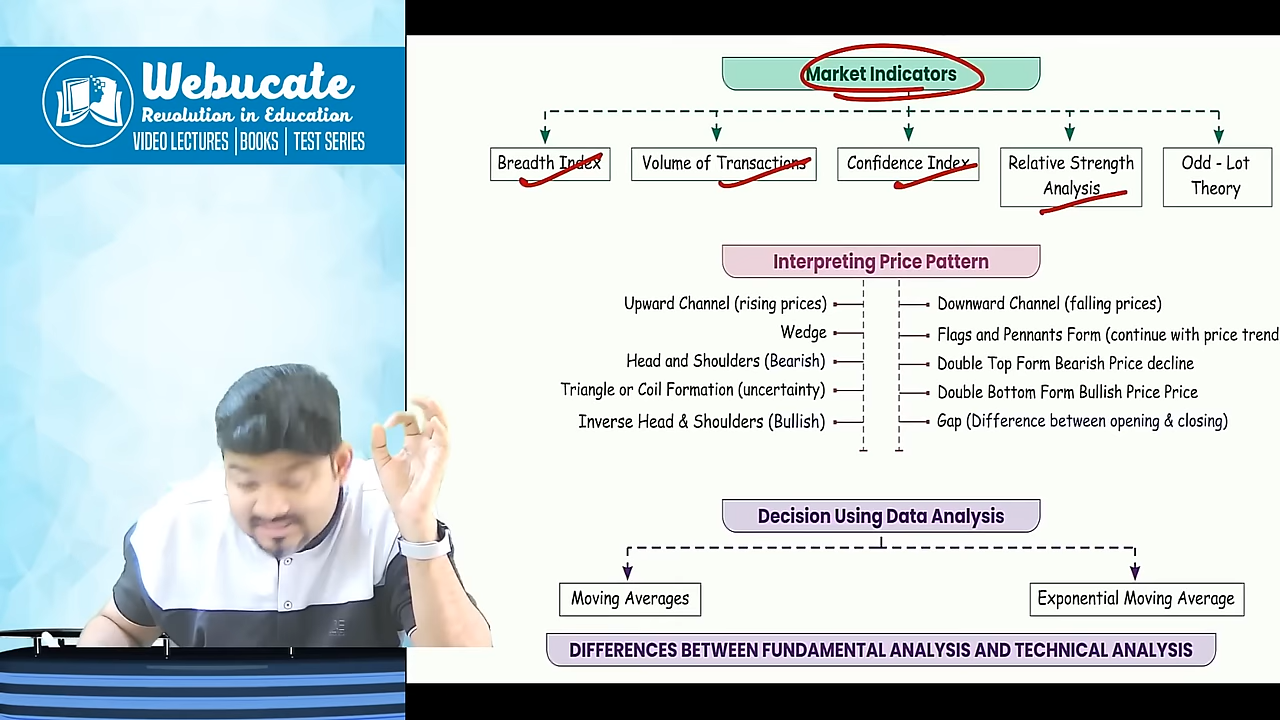 Webucate
Revolution in Education
VIDEO LECTURES | BOOKS | TEST SERIES
Market Indicators
Breadth Index
Volume of Transactions
Confidence Index
Relative Strength
Analysis
Odd - Lot
Theory
Interpreting Price Pattern
Upward Channel (rising prices)
Wedge
Head and Shoulders (Bearish)
Triangle or Coil Formation (uncertainty)
Inverse Head & Shoulders (Bullish)
Downward Channel (falling prices)
Flags and Pennants Form (continue with price trend
Double Top Form Bearish Price decline
Double Bottom Form Bullish Price Price
Gap (Difference between opening & closing)
Decision Using Data Analysis
Moving Averages
Exponential Moving Average
DIFFERENCES BETWEEN FUNDAMENTAL ANALYSIS AND TECHNICAL ANALYSIS